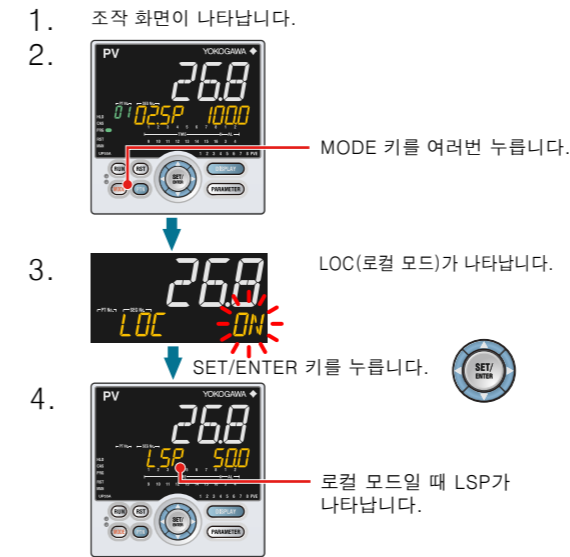 1. 조작 화면이 나타납니다.
2.
PV YOKOGAWA
26.8
01 02.SP 100.0
RUN RST SET/ENTER DISPLAY
MODE PARAMETER
MODE 키를 여러번 누릅니다.
3. LOC(로컬 모드)가 나타납니다.
26.8
LOC ON
SET/ENTER 키를 누릅니다.
SET/
ENTER
4.
PV YOKOGAWA
26.8
LSP 50.0
RUN RST SET/ENTER DISPLAY
MODE PARAMETER
로컬 모드일 때 LSP가
나타납니다.